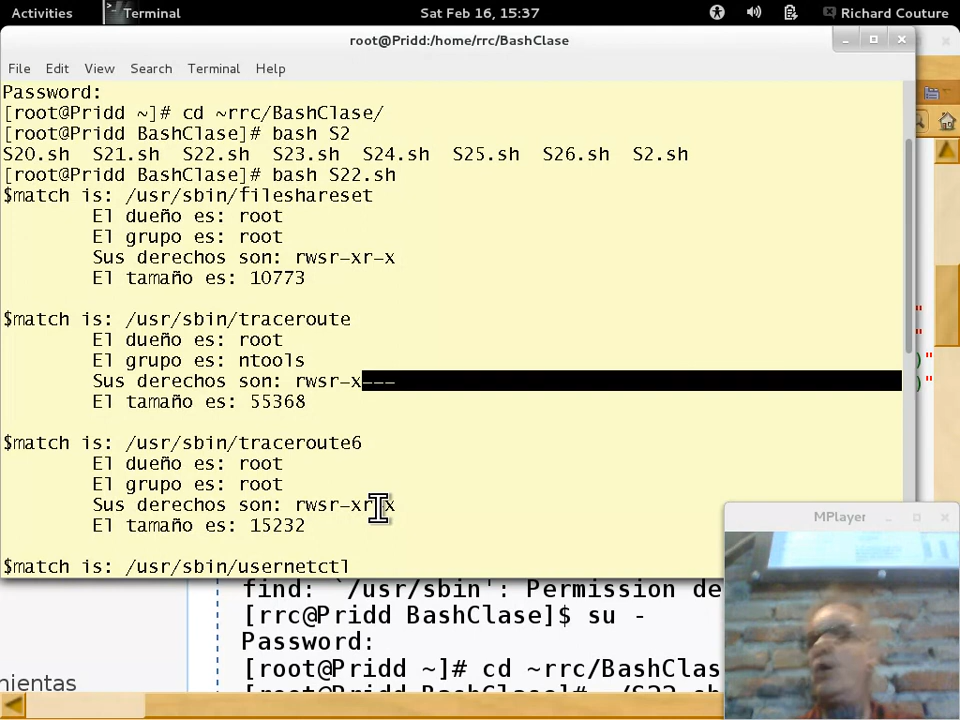 Activities Terminal Sat Feb 16, 15:37 Richard Couture
root@Pridd:/home/rrc/BashClase
File Edit View Search Terminal Help
Password:
[root@Pridd ~]# cd ~rrc/BashClase/
[root@Pridd BashClase]# bash S2
S20.sh S21.sh S22.sh S23.sh S24.sh S25.sh S26.sh S2.sh
[root@Pridd BashClase]# bash S22.sh
$match is: /usr/sbin/fileshareset
El dueño es: root
El grupo es: root
Sus derechos son: rwsr-xr-x
El tamaño es: 10773
$match is: /usr/sbin/traceroute
El dueño es: root
El grupo es: ntools
Sus derechos son: rwsr-x---
El tamaño es: 55368
$match is: /usr/sbin/traceroute6
El dueño es: root
El grupo es: root
Sus derechos son: rwsr-xr-x
El tamaño es: 15232
$match is: /usr/sbin/usernetctl
"
"
)"
)"
MPlayer
find: `/usr/sbin': Permission de
[rrc@Pridd BashClase]$ su -
Password:
[root@Pridd ~]# cd ~rrc/BashClas
nientas